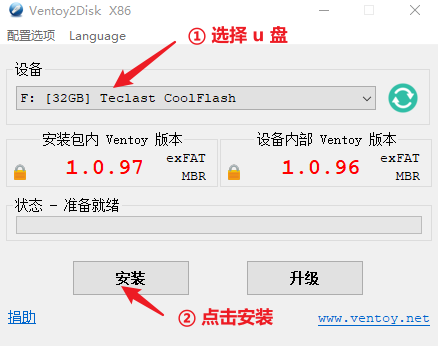 Ventoy2Disk X86
① 选择 u 盘
配置选项 Language
设备
F: [32GB] Teclast CoolFlash
安装包内 Ventoy 版本
1.0.97
exFAT
MBR
设备内部 Ventoy 版本
1.0.96
exFAT
MBR
状态 - 准备就绪
安装
升级
② 点击安装
捐助
www.ventoy.net